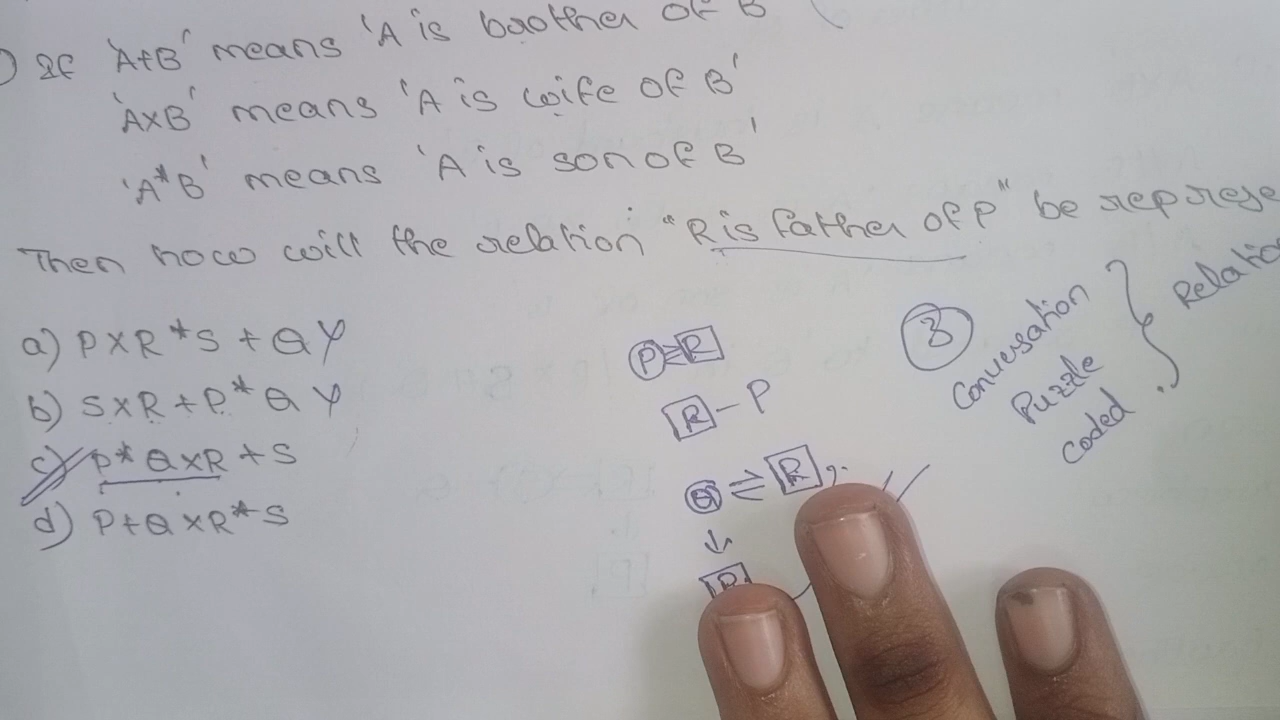 ) If 'A+B' means 'A is brother of B'
'A×B' means 'A is wife of B'
'A*B' means 'A is son of B'
Then how will the relation "R is father of P" be represe
a) P×R*S+Q
b) S×R+P*Q
c) P*Q×R+S
d) P+Q×R*S
P R
R - P
Q ⇌ R
↓
3
Conversation
Puzzle
coded
Relatio